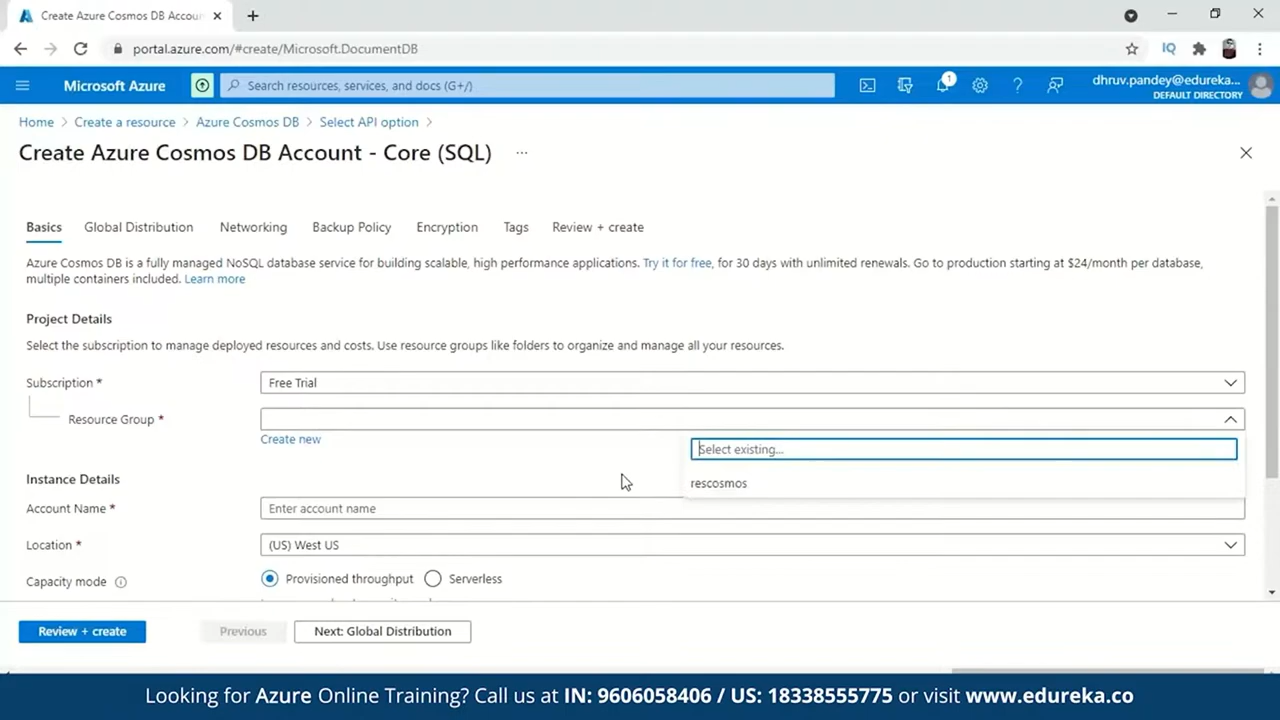 Create Azure Cosmos DB Accoun
portal.azure.com/#create/Microsoft.DocumentDB
IQ
Microsoft Azure
Search resources, services, and docs (G+/)
1
dhruv.pandey@edureka...
DEFAULT DIRECTORY
Home > Create a resource > Azure Cosmos DB > Select API option >
Create Azure Cosmos DB Account - Core (SQL) ...
Basics Global Distribution Networking Backup Policy Encryption Tags Review + create
Azure Cosmos DB is a fully managed NoSQL database service for building scalable, high performance applications. Try it for free, for 30 days with unlimited renewals. Go to production starting at $24/month per database,
multiple containers included. Learn more
Project Details
Select the subscription to manage deployed resources and costs. Use resource groups like folders to organize and manage all your resources.
Subscription * Free Trial
Resource Group *
Create new
Select existing...
rescosmos
Instance Details
Account Name * Enter account name
Location * (US) West US
Capacity mode Provisioned throughput Serverless
Review + create Previous Next: Global Distribution
Looking for Azure Online Training? Call us at IN: 9606058406 / US: 18338555775 or visit www.edureka.co